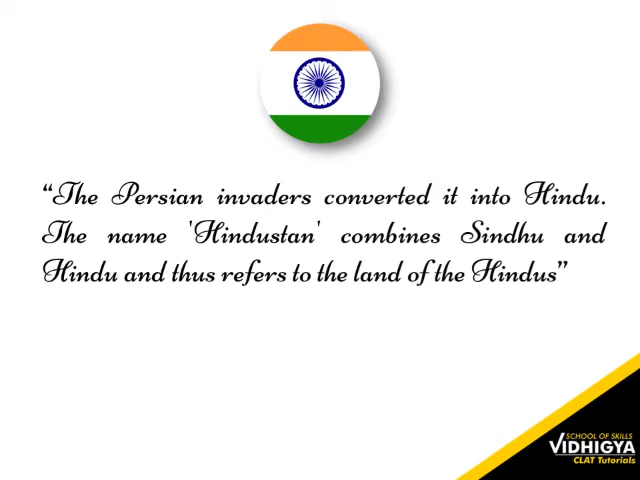 “The Persian invaders converted it into Hindu.
The name 'Hindustan' combines Sindhu and
Hindu and thus refers to the land of the Hindus”
SCHOOL OF SKILLS
VIDHIGYA
CLAT Tutorials